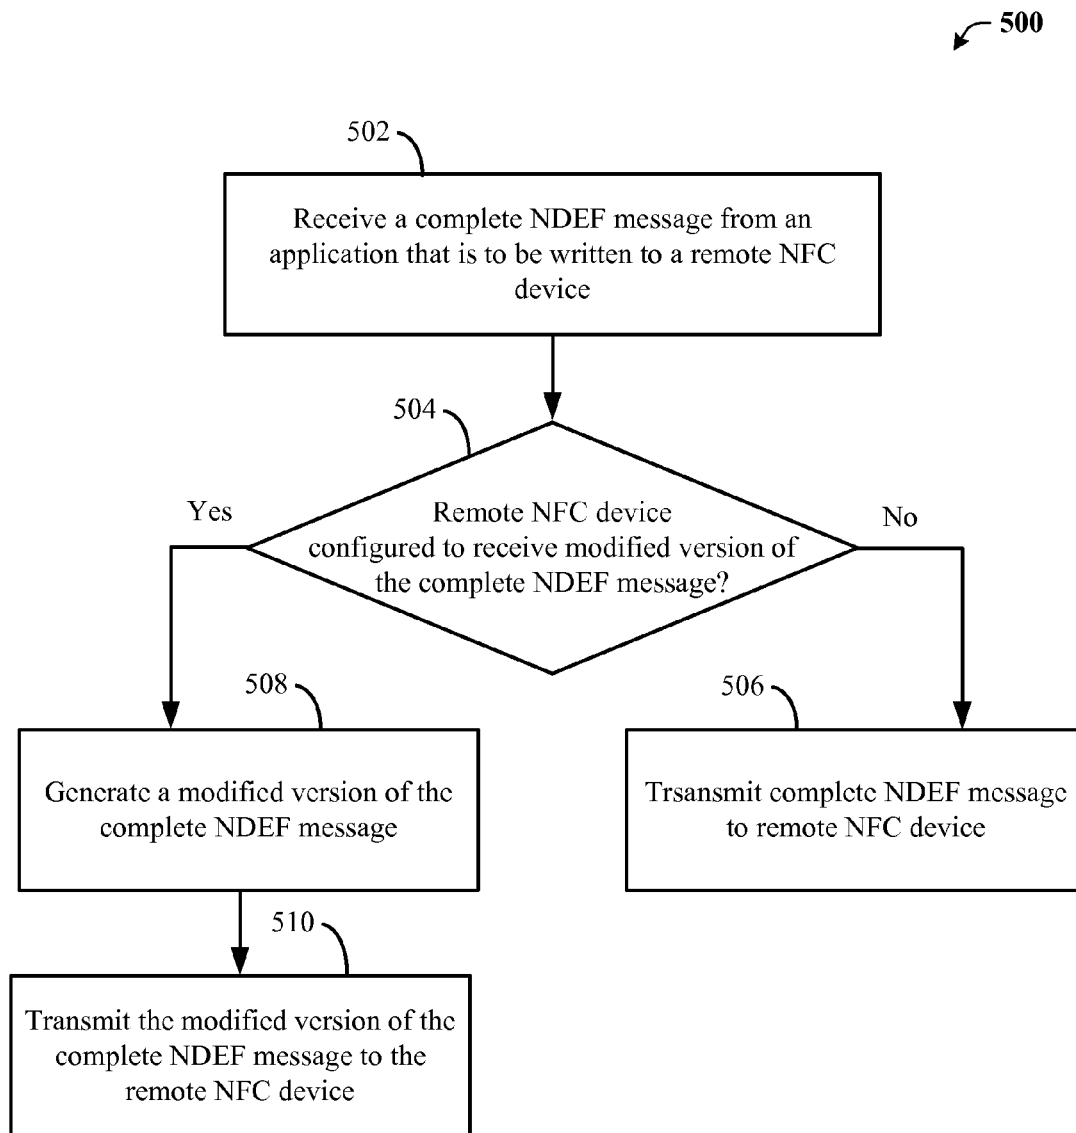 500
502
Receive a complete NDEF message from an
application that is to be written to a remote NFC
device
504
Yes
Remote NFC device
configured to receive modified version of
the complete NDEF message?
No
508
Generate a modified version of the
complete NDEF message
506
Trsansmit complete NDEF message
to remote NFC device
510
Transmit the modified version of the
complete NDEF message to the
remote NFC device